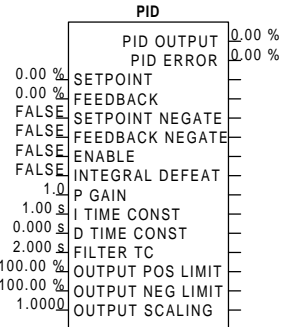 PID
PID OUTPUT 0.00 %
PID ERROR 0.00 %
0.00 % SETPOINT
0.00 % FEEDBACK
FALSE SETPOINT NEGATE
FALSE FEEDBACK NEGATE
FALSE ENABLE
FALSE INTEGRAL DEFEAT
1.0 P GAIN
1.00 s I TIME CONST
0.000 s D TIME CONST
2.000 s FILTER TC
100.00 % OUTPUT POS LIMIT
100.00 % OUTPUT NEG LIMIT
1.0000 OUTPUT SCALING